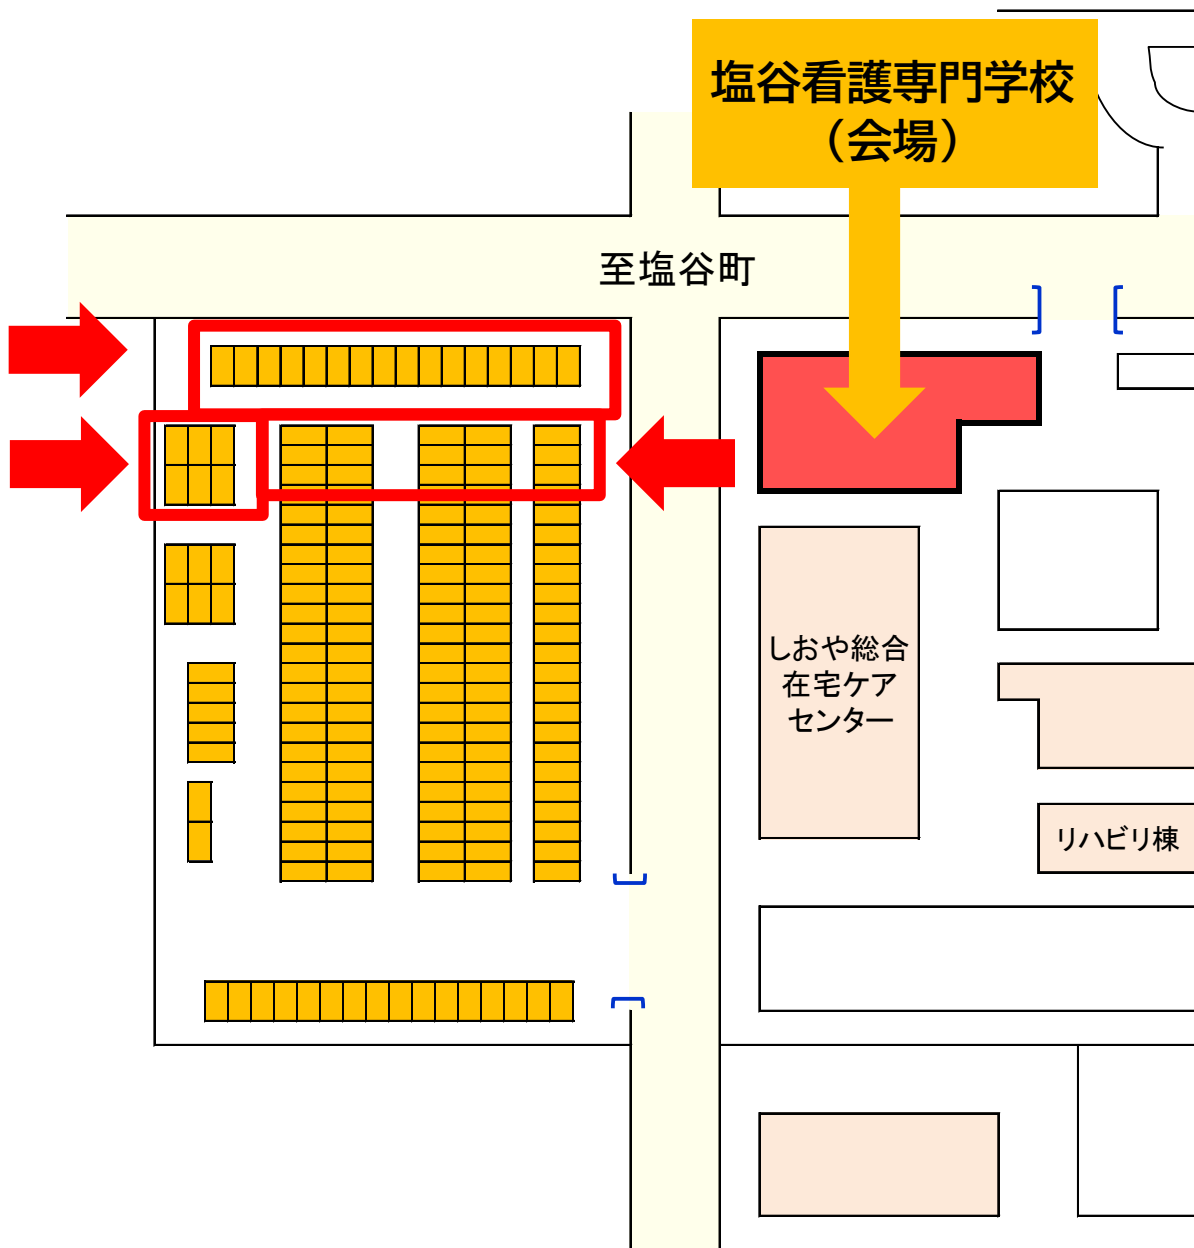 塩谷看護専門学校
（会場）
至塩谷町
しおや総合
在宅ケア
センター
リハビリ棟